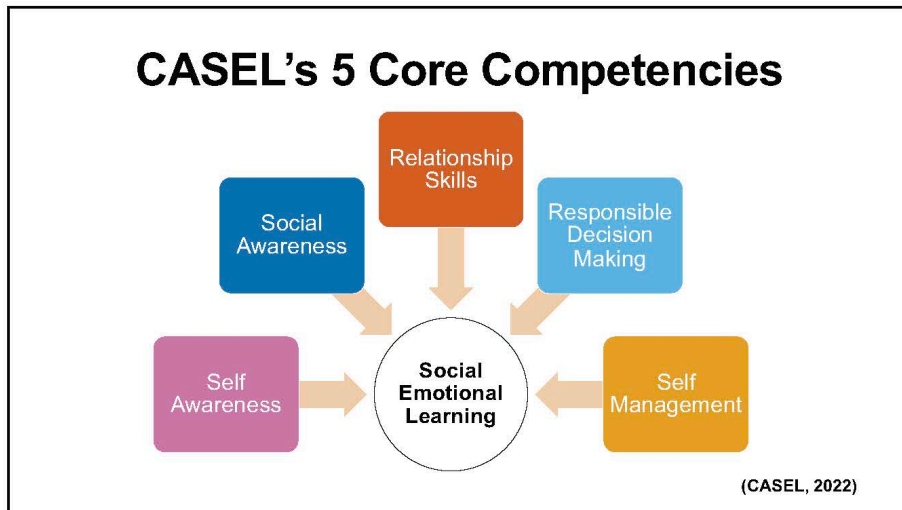 CASEL's 5 Core Competencies
Relationship
Skills
Social
Awareness
Responsible
Decision
Making
Self
Awareness
Social
Emotional
Learning
Self
Management
(CASEL, 2022)